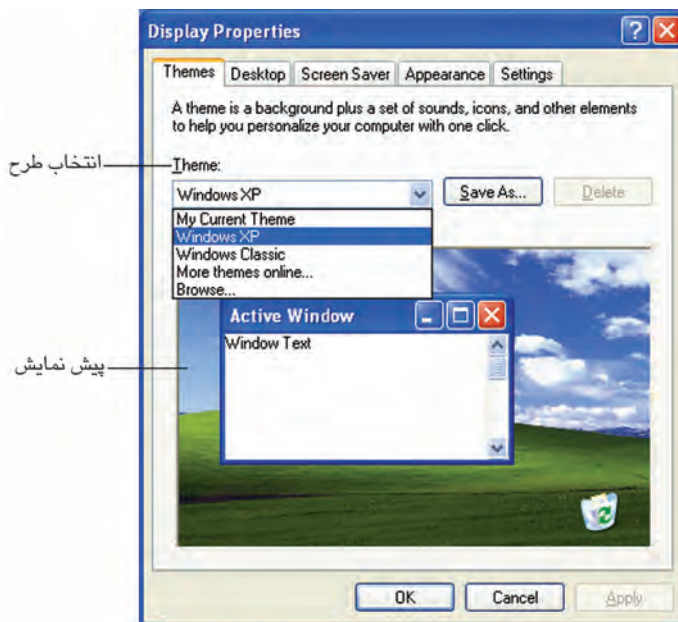 Display Properties
Themes Desktop Screen Saver Appearance Settings
A theme is a background plus a set of sounds, icons, and other elements
to help you personalize your computer with one click.
انتخاب طرح
Theme:
Windows XP Save As... Delete
My Current Theme
Windows XP
Windows Classic
More themes online...
Browse...
Active Window
Window Text
پیش نمایش
OK Cancel Apply